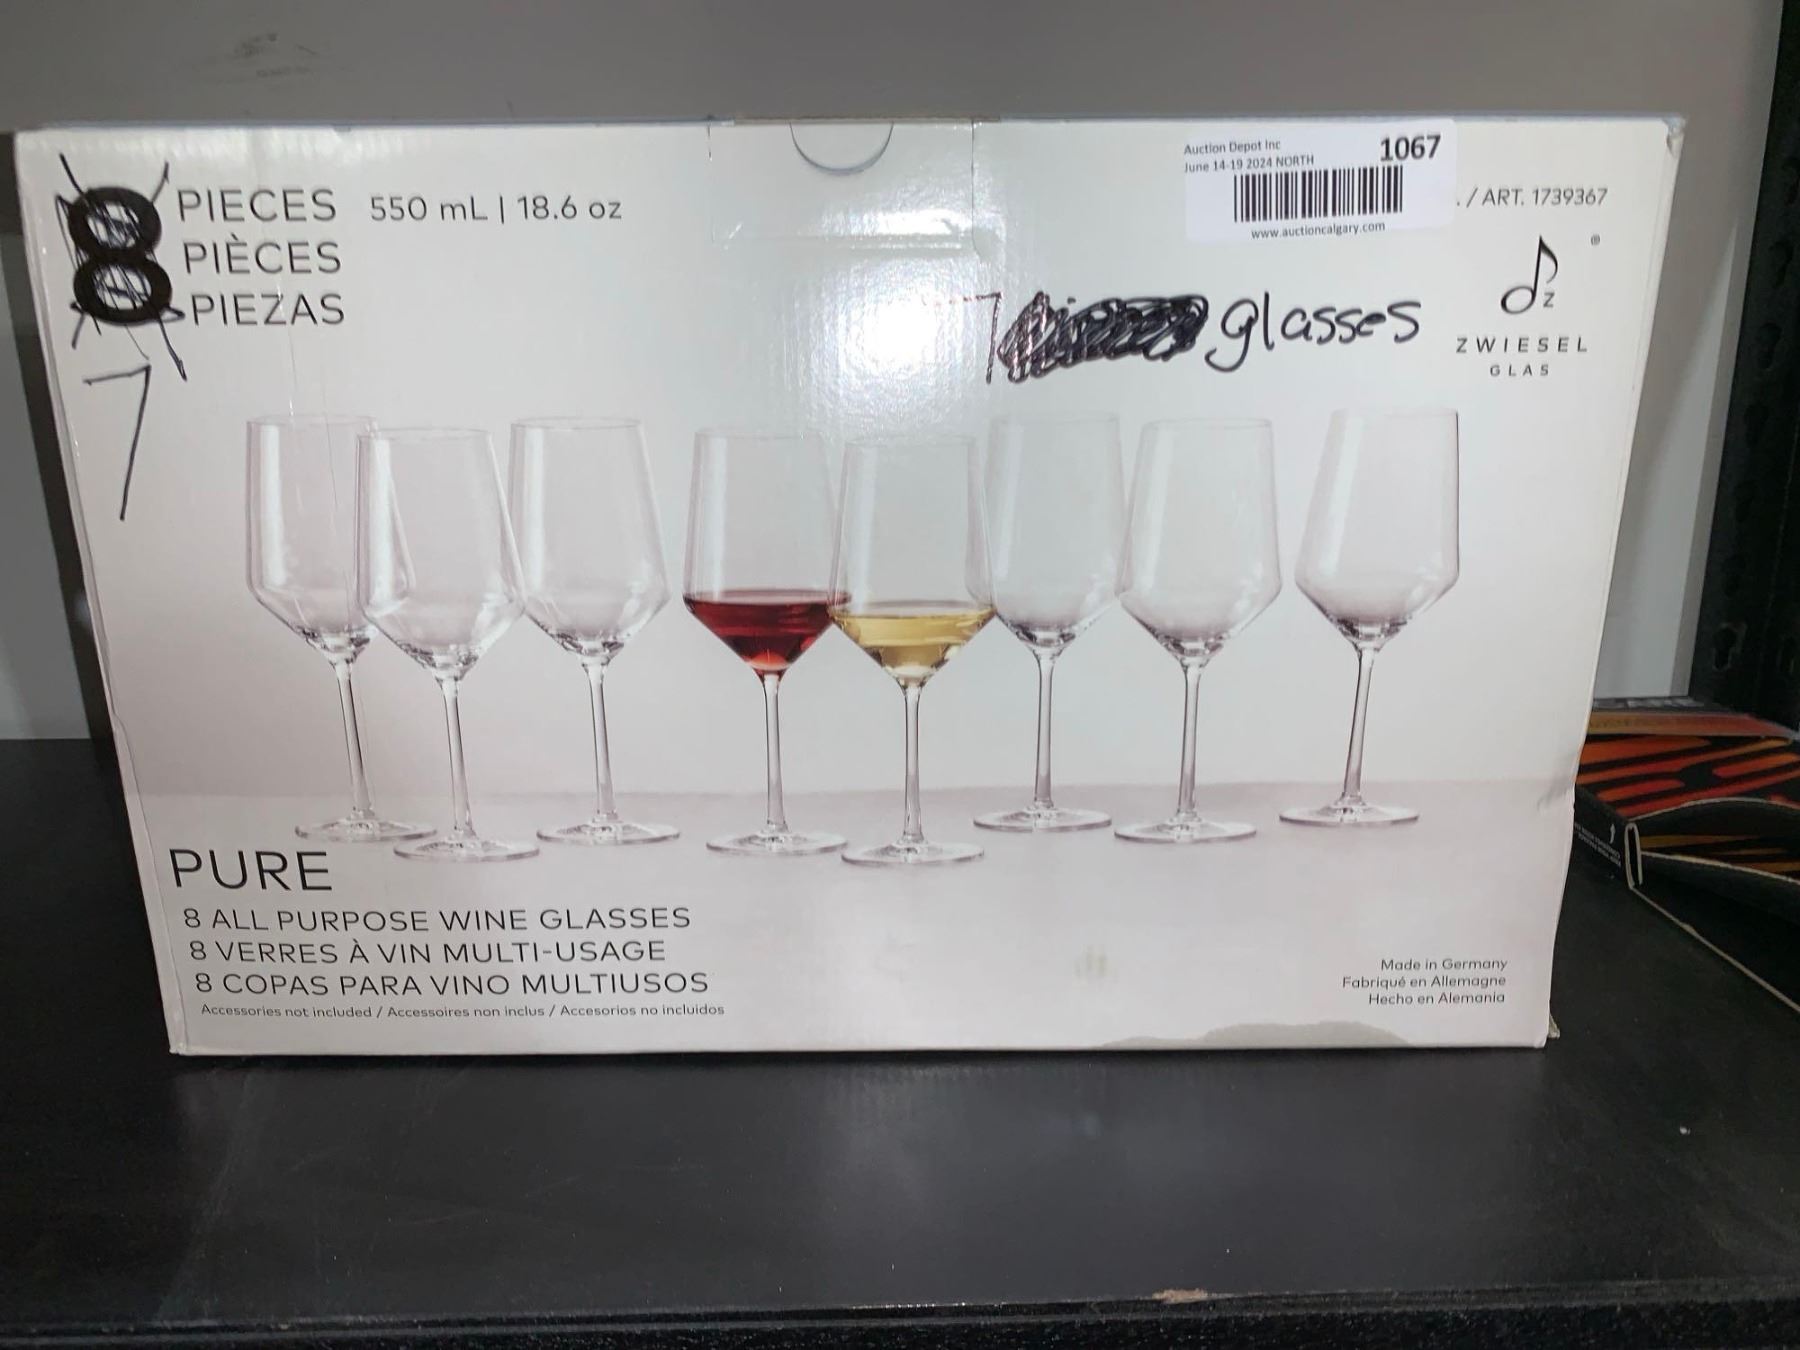 8 PIECES 550 mL | 18.6 oz
PIÈCES
PIEZAS
7
Auction Depot Inc 1067
June 14-19 2024 NORTH
www.auctioncalgary.com
. / ART. 1739367
7 glasses
®
Z
ZWIESEL
GLAS
PURE
8 ALL PURPOSE WINE GLASSES
8 VERRES À VIN MULTI-USAGE
8 COPAS PARA VINO MULTIUSOS
Accessories not included / Accessoires non inclus / Accesorios no incluidos
Made in Germany
Fabriqué en Allemagne
Hecho en Alemania